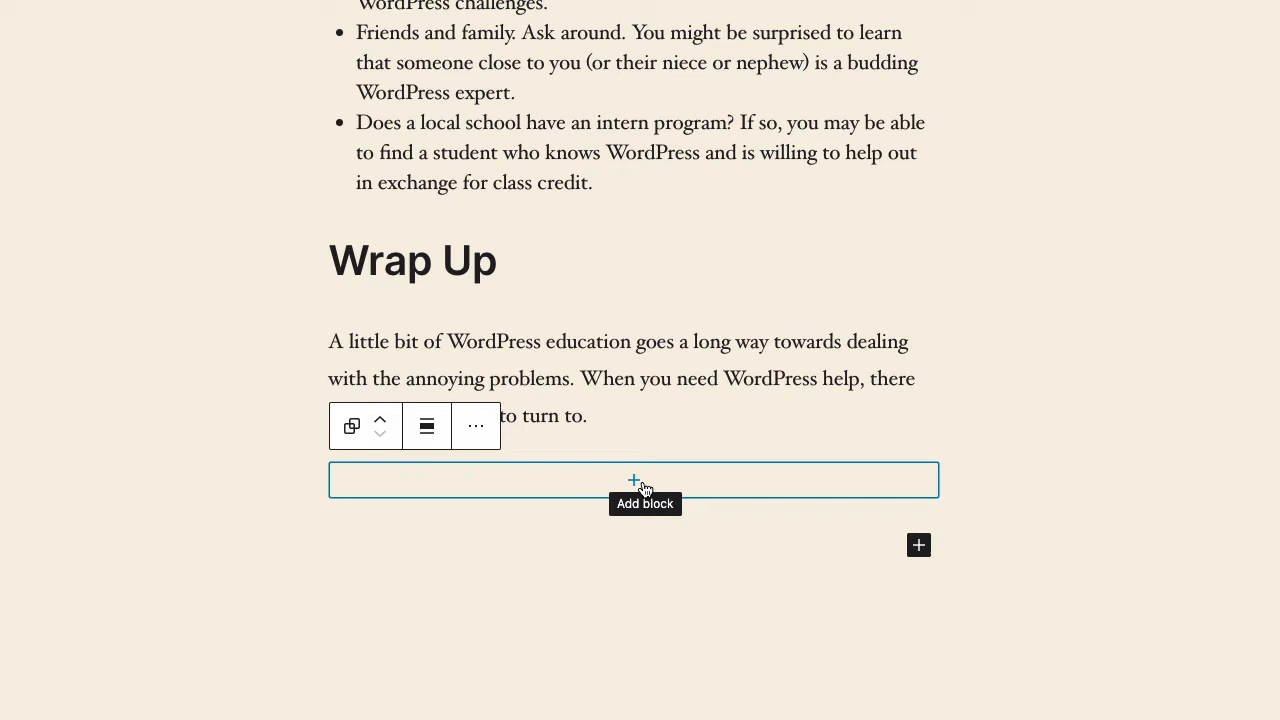 WordPress challenges.
Friends and family. Ask around. You might be surprised to learn
that someone close to you (or their niece or nephew) is a budding
WordPress expert.
Does a local school have an intern program? If so, you may be able
to find a student who knows WordPress and is willing to help out
in exchange for class credit.
Wrap Up
A little bit of WordPress education goes a long way towards dealing
with the annoying problems. When you need WordPress help, there
to turn to.
Add block